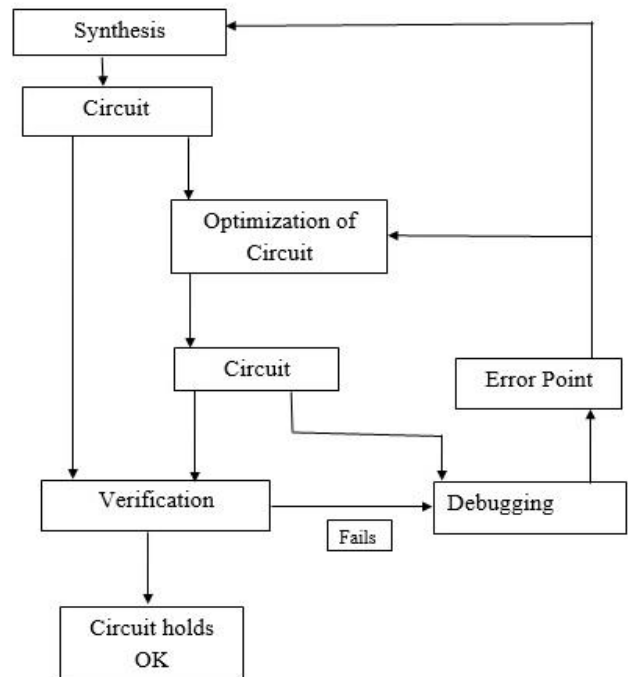 Synthesis
Circuit
Optimization of
Circuit
Circuit
Error Point
Verification
Debugging
Fails
Circuit holds
OK